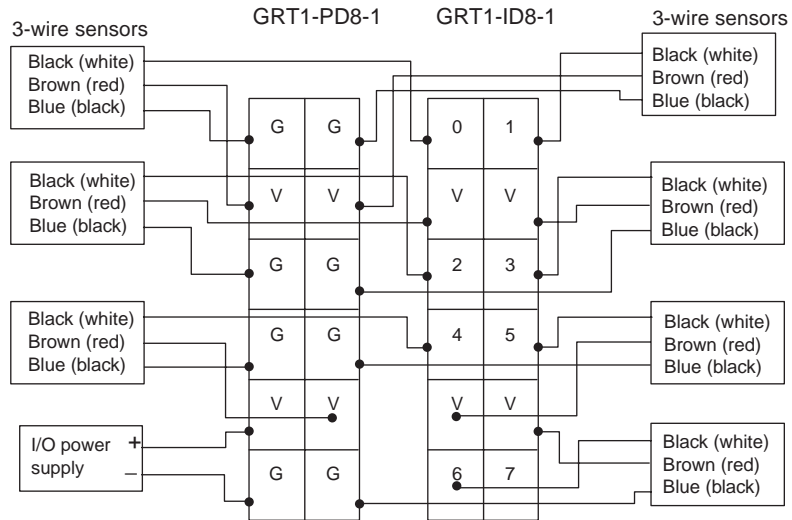 GRT1-PD8-1 GRT1-ID8-1
3-wire sensors
3-wire sensors
Black (white)
Brown (red)
Blue (black)
Black (white)
Brown (red)
Blue (black)
G G 0 1
Black (white)
Brown (red)
Blue (black)
V V V V
Black (white)
Brown (red)
Blue (black)
G G 2 3
Black (white)
Brown (red)
Blue (black)
G G 4 5
Black (white)
Brown (red)
Blue (black)
V V V V
I/O power +
supply –
G G 6 7
Black (white)
Brown (red)
Blue (black)